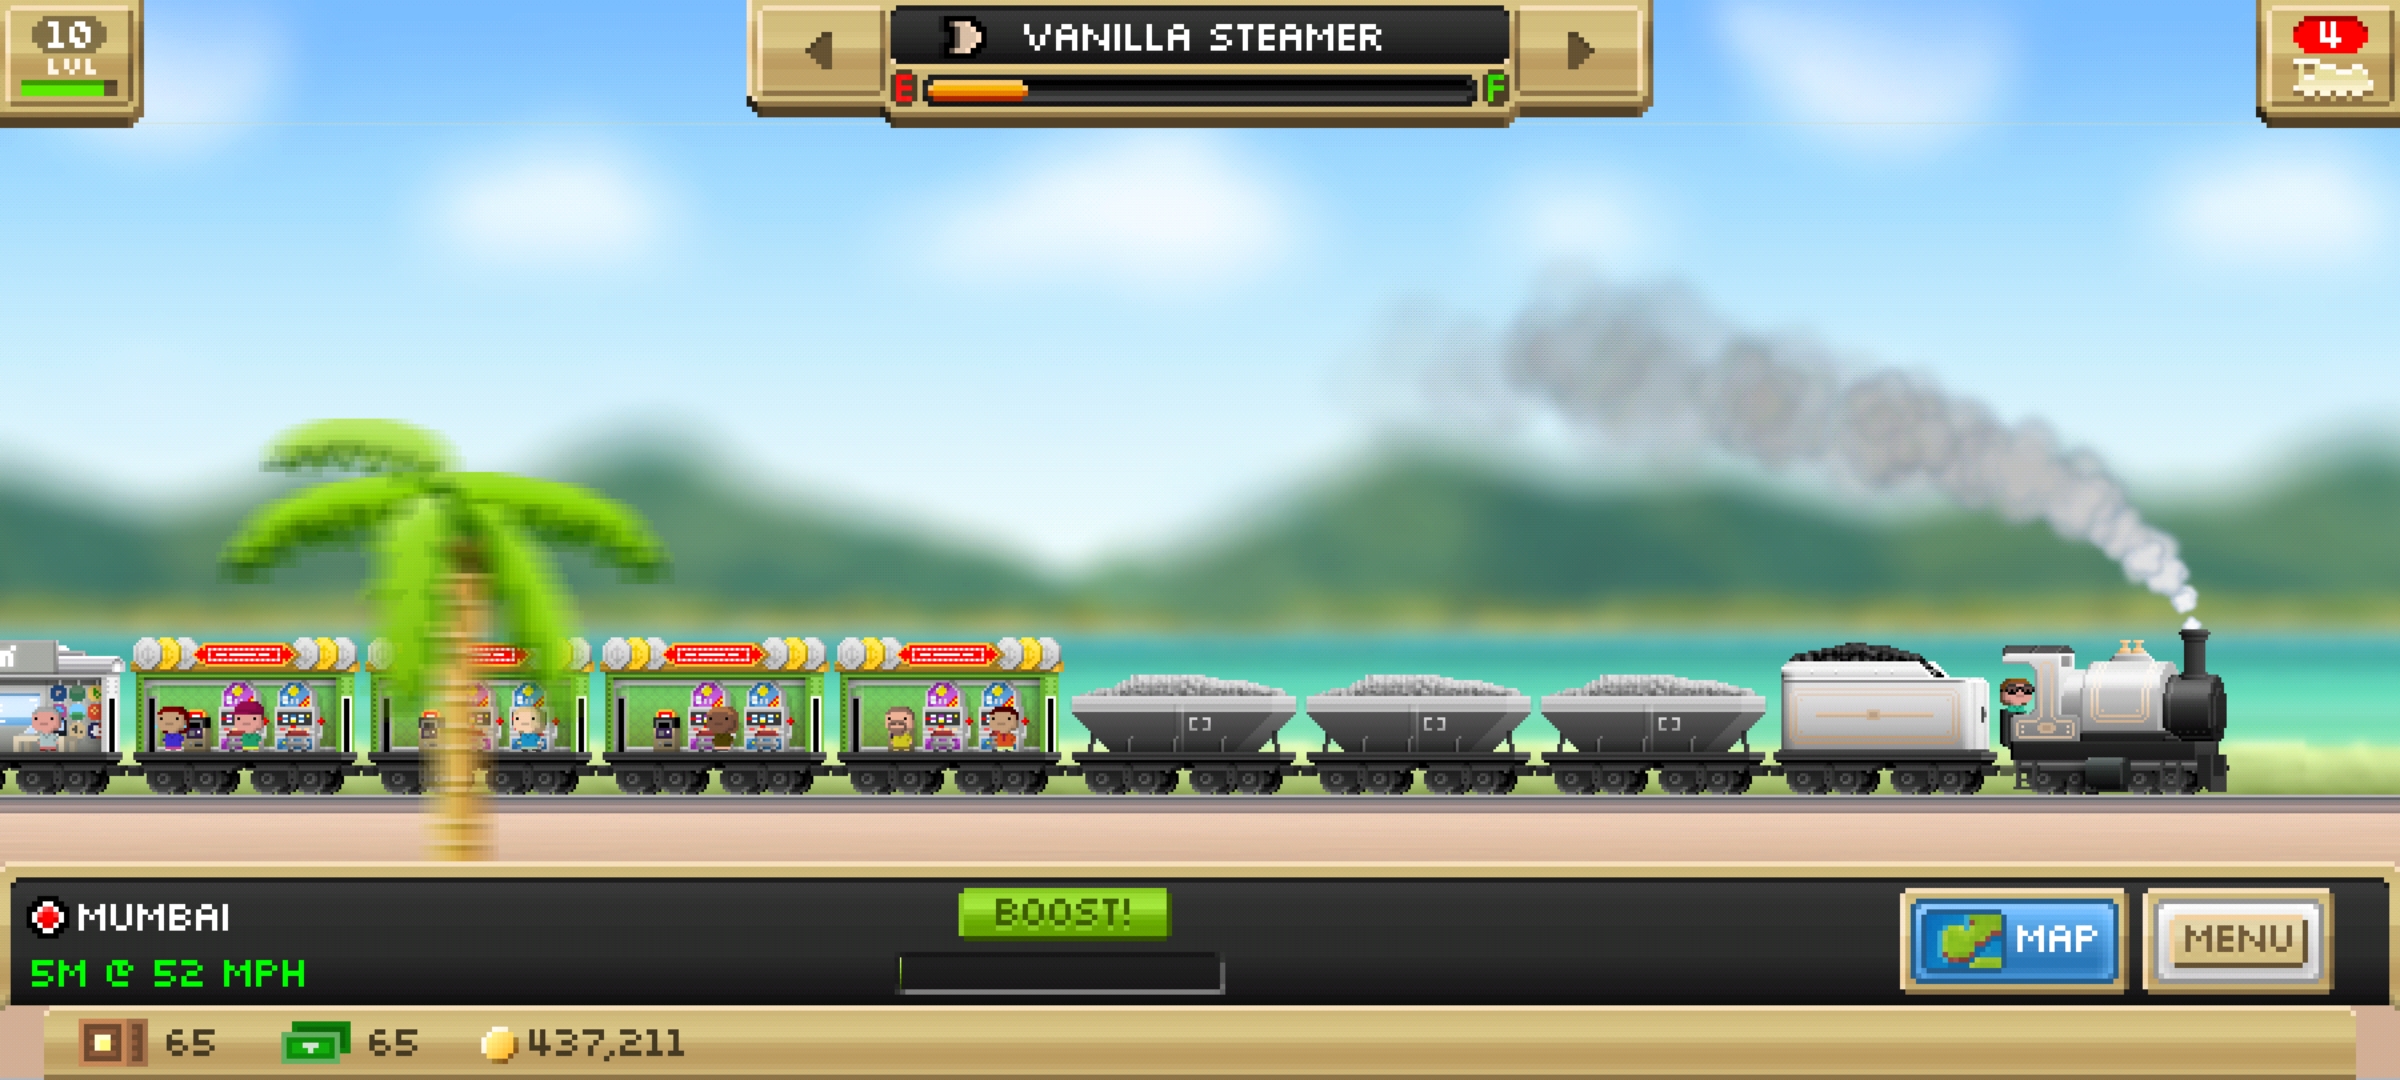 10
LVL
VANILLA STEAMER
E F
4
MUMBAI
5M @ 52 MPH
BOOST!
MAP
MENU
65 65 437,211